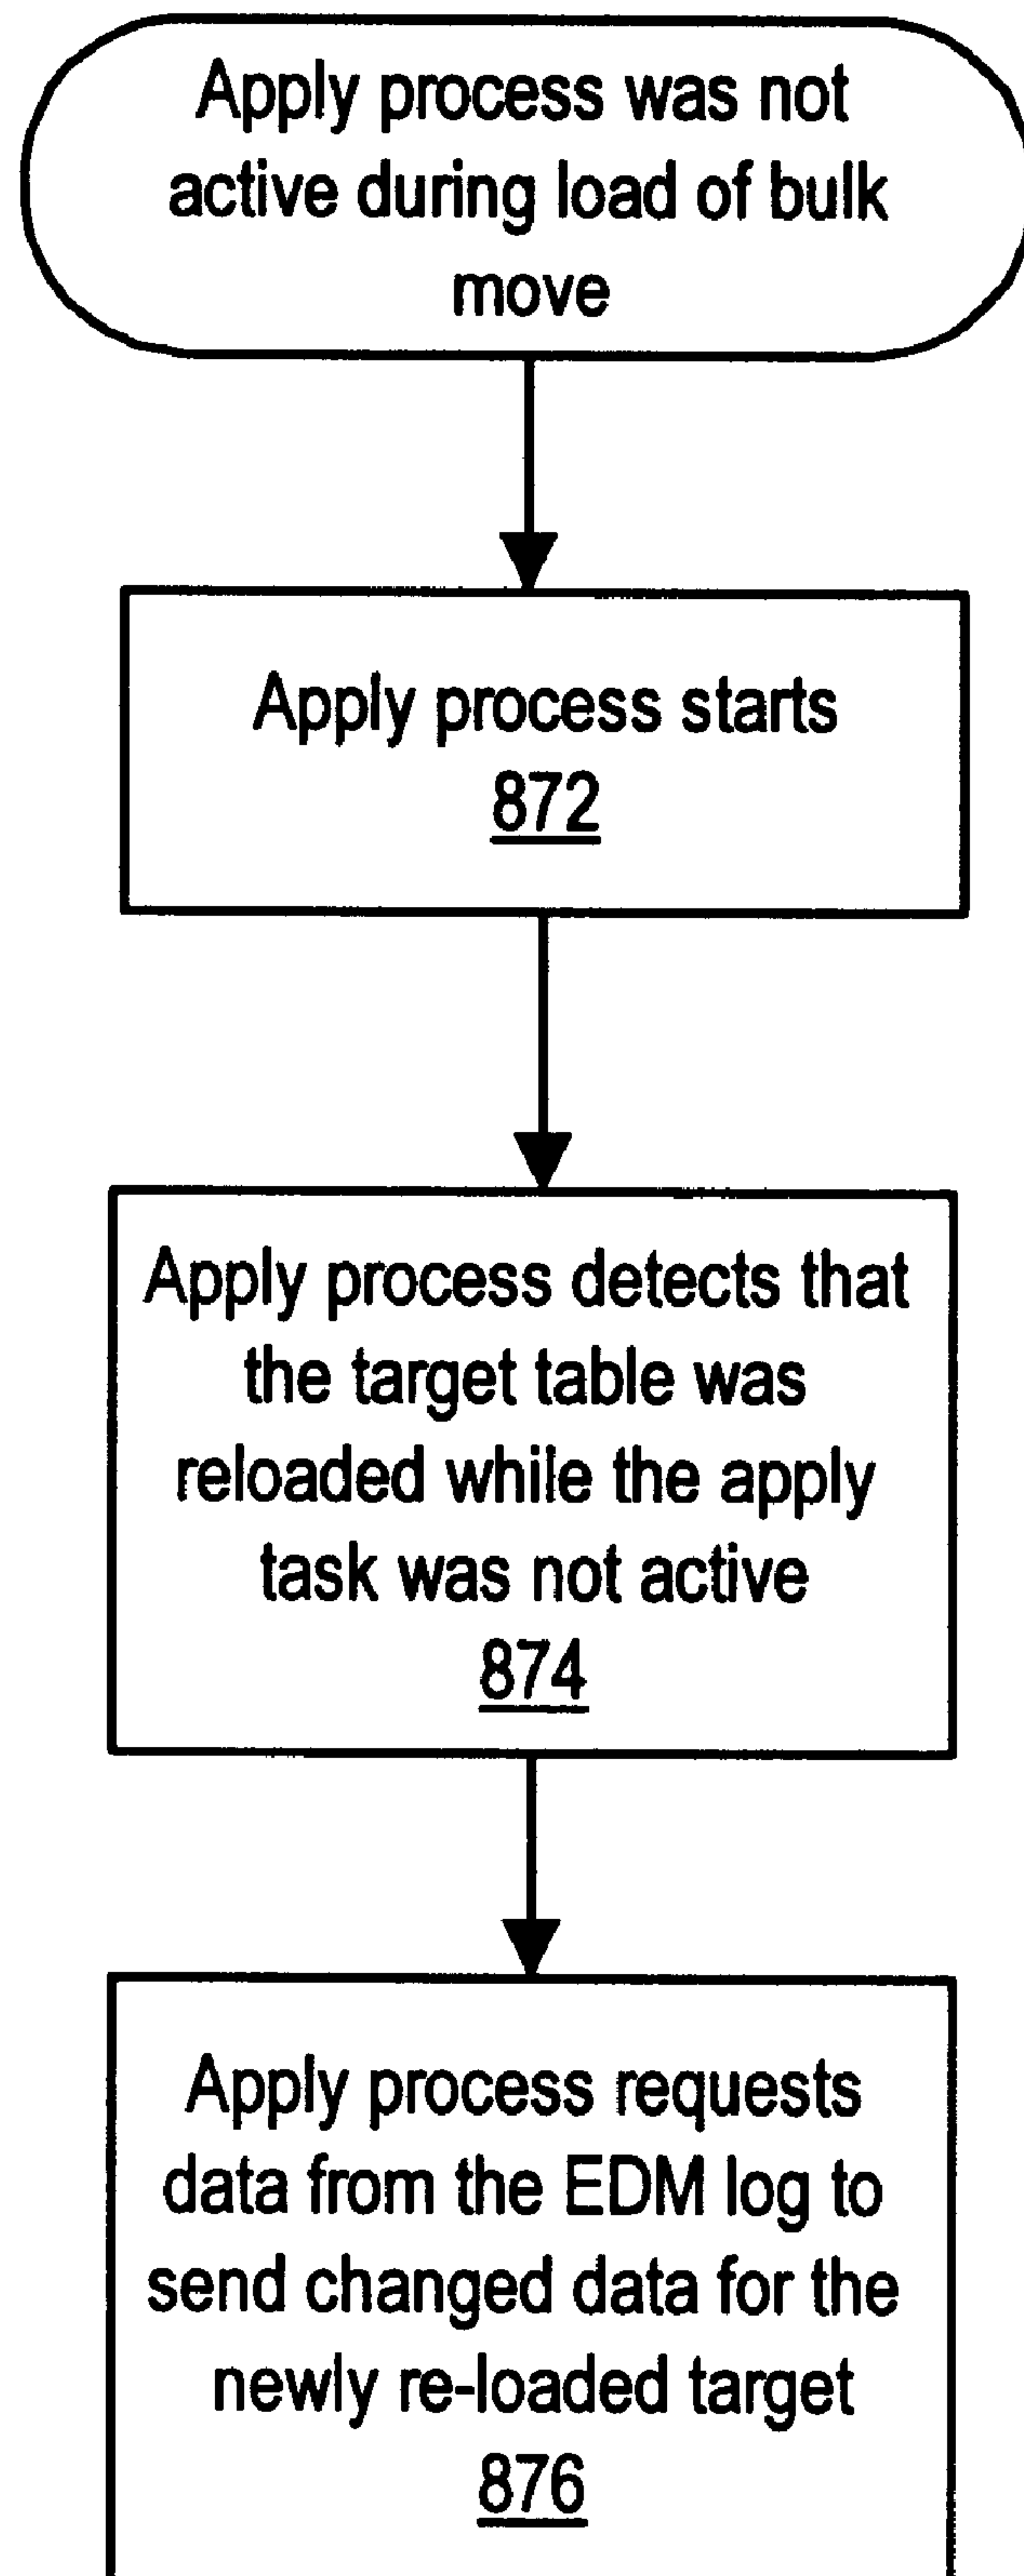 Apply process was not
active during load of bulk
move
Apply process starts
872
Apply process detects that
the target table was
reloaded while the apply
task was not active
874
Apply process requests
data from the EDM log to
send changed data for the
newly re-loaded target
876